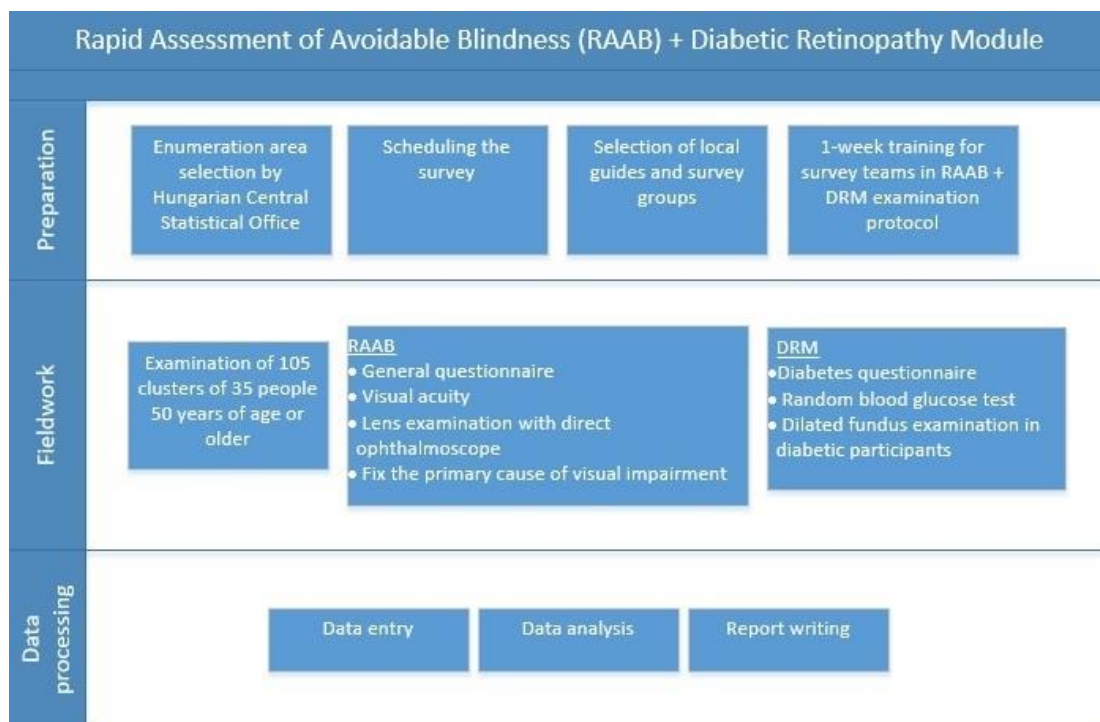 Rapid Assessment of Avoidable Blindness (RAAB) + Diabetic Retinopathy Module
Preparation
Enumeration area
selection by
Hungarian Central
Statistical Office
Scheduling the
survey
Selection of local
guides and survey
groups
1-week training for
survey teams in RAAB +
DRM examination
protocol
Fieldwork
Examination of 105
clusters of 35 people
50 years of age or
older
RAAB
● General questionnaire
● Visual acuity
● Lens examination with direct
ophthalmoscope
● Fix the primary cause of visual impairment
DRM
●Diabetes questionnaire
● Random blood glucose test
● Dilated fundus examination in
diabetic participants
Data
processing
Data entry
Data analysis
Report writing